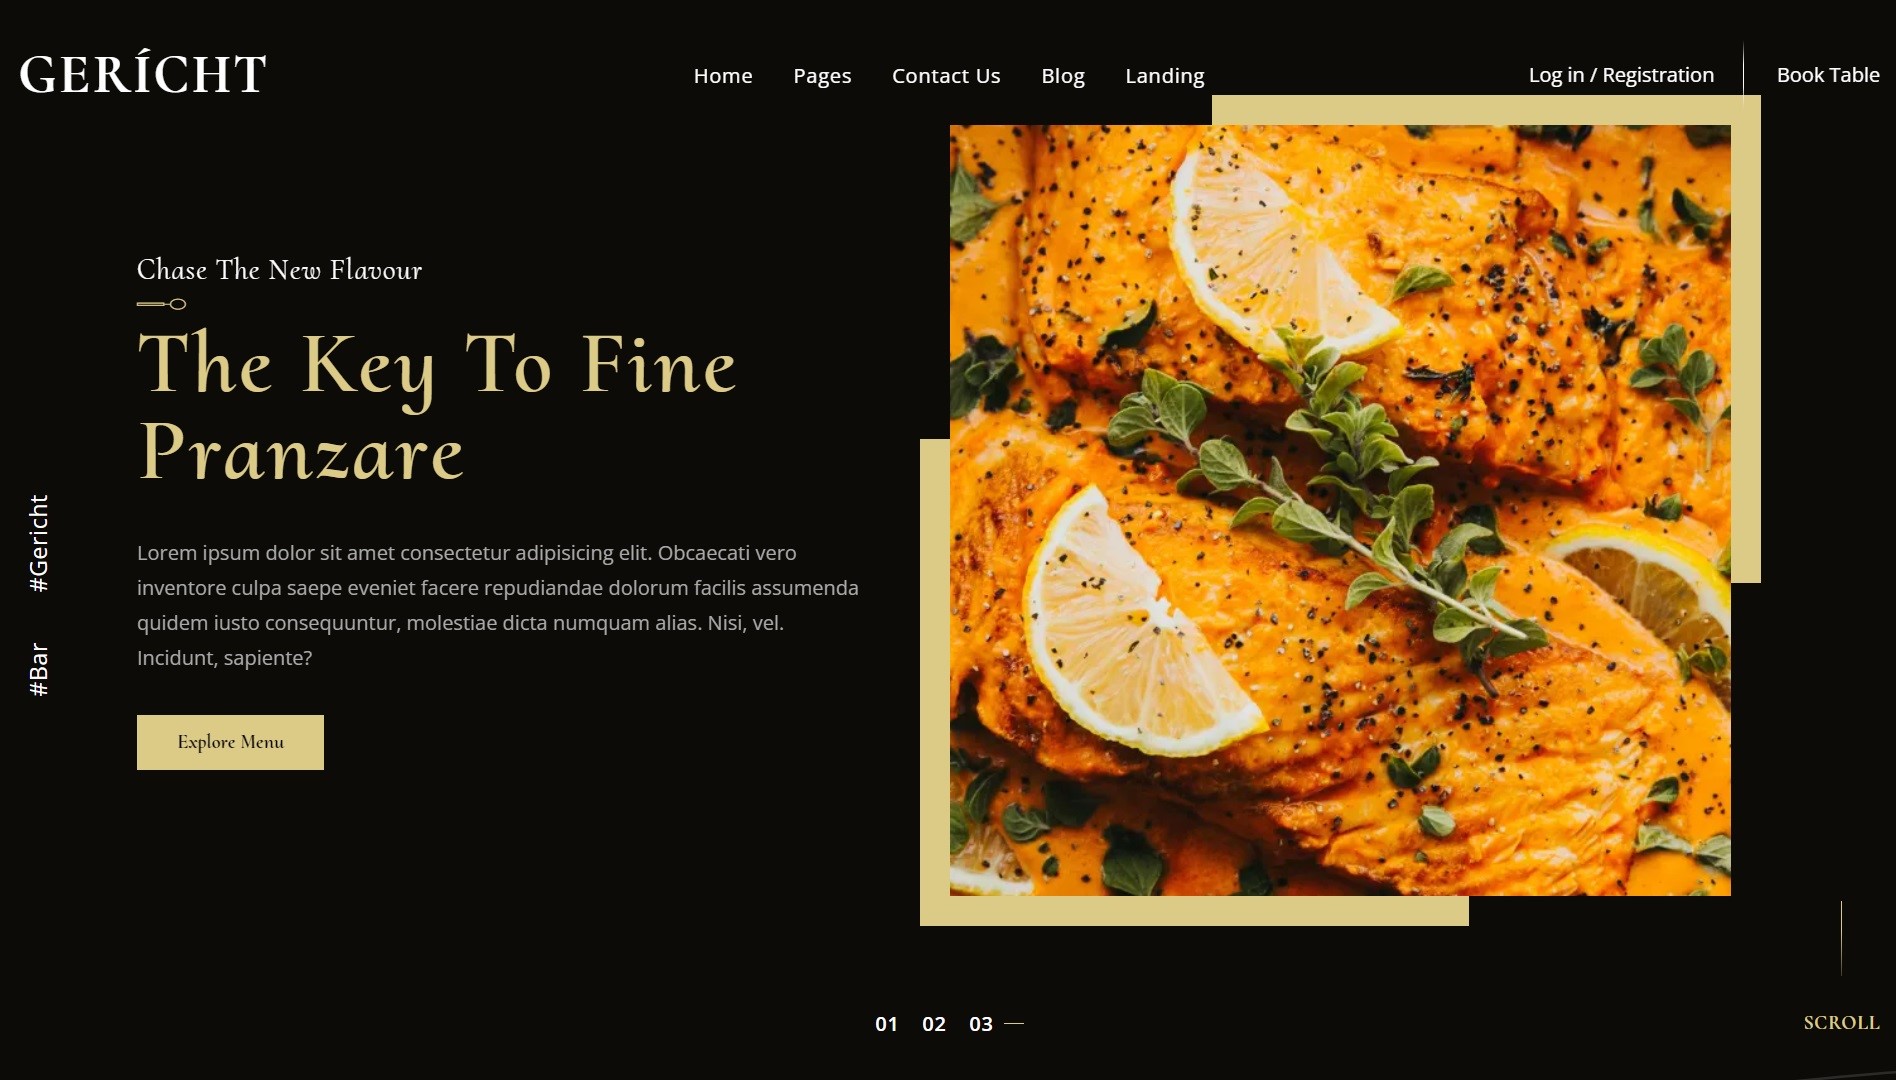 GERÍCHT
Home Pages Contact Us Blog Landing
Log in / Registration
Book Table
Chase The New Flavour
The Key To Fine
Pranzare
Lorem ipsum dolor sit amet consectetur adipisicing elit. Obcaecati vero
inventore culpa saepe eveniet facere repudiandae dolorum facilis assumenda
quidem iusto consequuntur, molestiae dicta numquam alias. Nisi, vel.
Incidunt, sapiente?
Explore Menu
#Gericht
#Bar
01 02 03
SCROLL